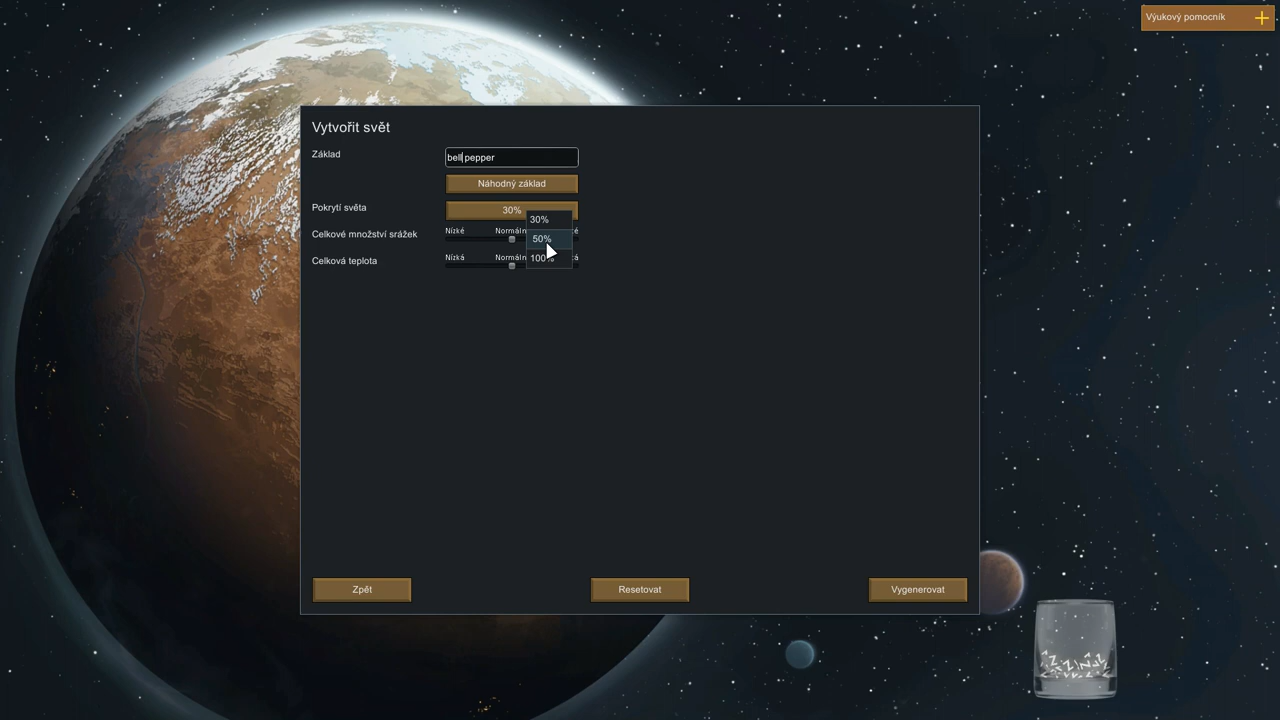 Výukový pomocník
Vytvořit svět
Základ
bell pepper
Náhodný základ
Pokrytí světa
30%
30%
50%
100%
Celkové množství srážek
Nízké
Celková teplota
Nízká
Zpět
Resetovat
Vygenerovat